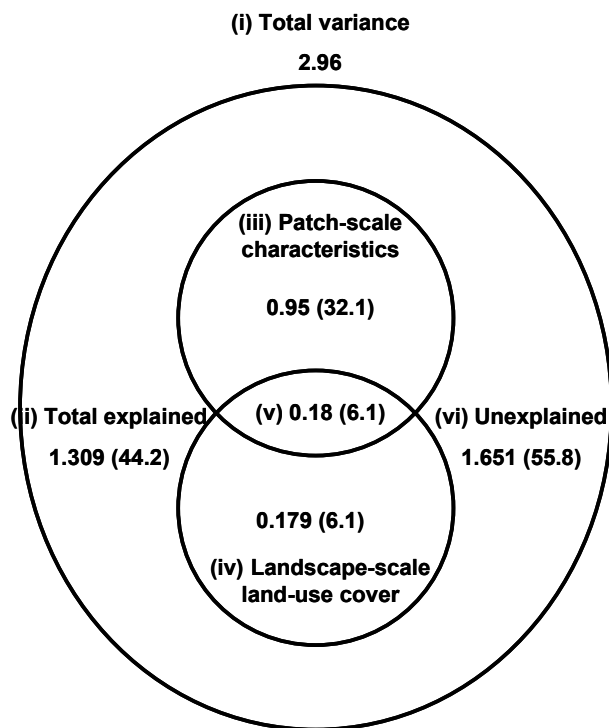 (i) Total variance
2.96
(iii) Patch-scale
characteristics
0.95 (32.1)
(ii) Total explained
1.309 (44.2)
(v) 0.18 (6.1)
(vi) Unexplained
1.651 (55.8)
0.179 (6.1)
(iv) Landscape-scale
land-use cover